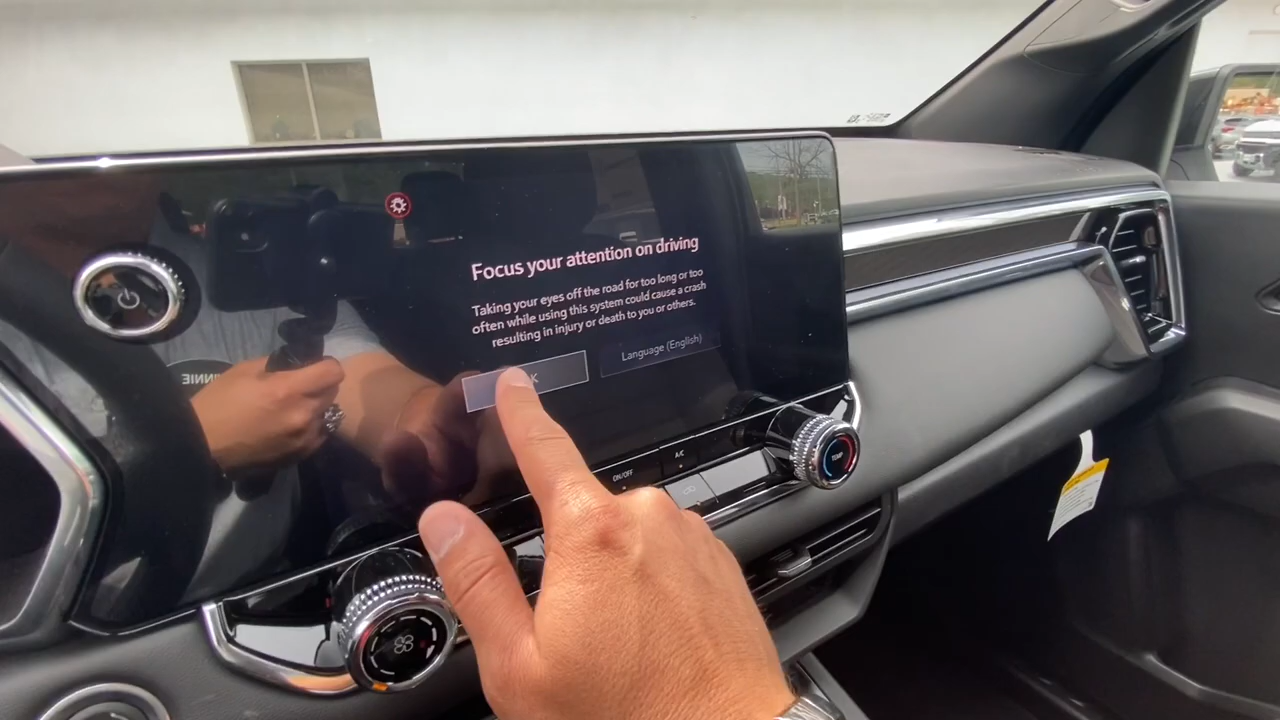 Focus your attention on driving
Taking your eyes off the road for too long or too
often while using this system could cause a crash
resulting in injury or death to you or others.
Language (English)
ON/OFF
A/C
TEMP